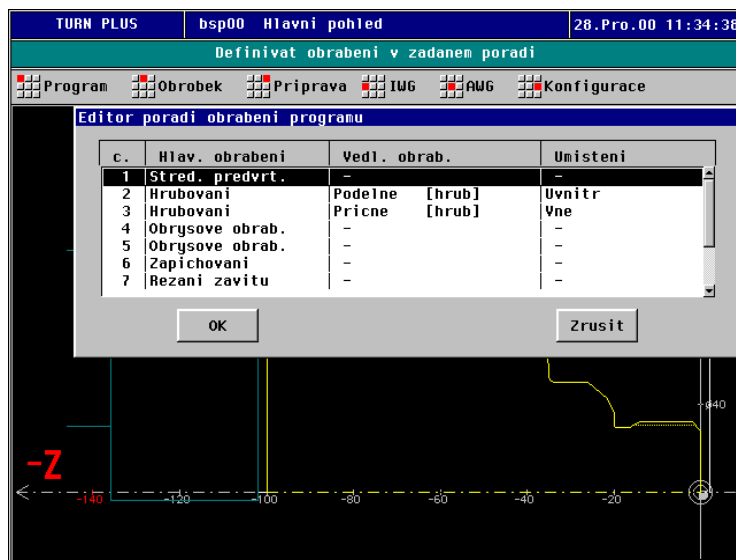 TURN PLUS bsp00 Hlavni pohled 28.Pro.00 11:34:38
Definivat obrabeni v zadanem poradi
Program Obrobek Priprava IWG AWG Konfigurace
Editor poradi obrabeni programu
c. Hlav. obrabeni Vedl. obrab. Umisteni
1 Stred. predvrt. - -
2 Hrubovani Podelne [hrub] Uvnitr
3 Hrubovani Pricne [hrub] Vne
4 Obrysove obrab. - -
5 Obrysove obrab. - -
6 Zapichovani - -
7 Rezani zavitu - -
OK Zrusit
ø40
-Z
-140 -120 -100 -80 -60 -40 -20